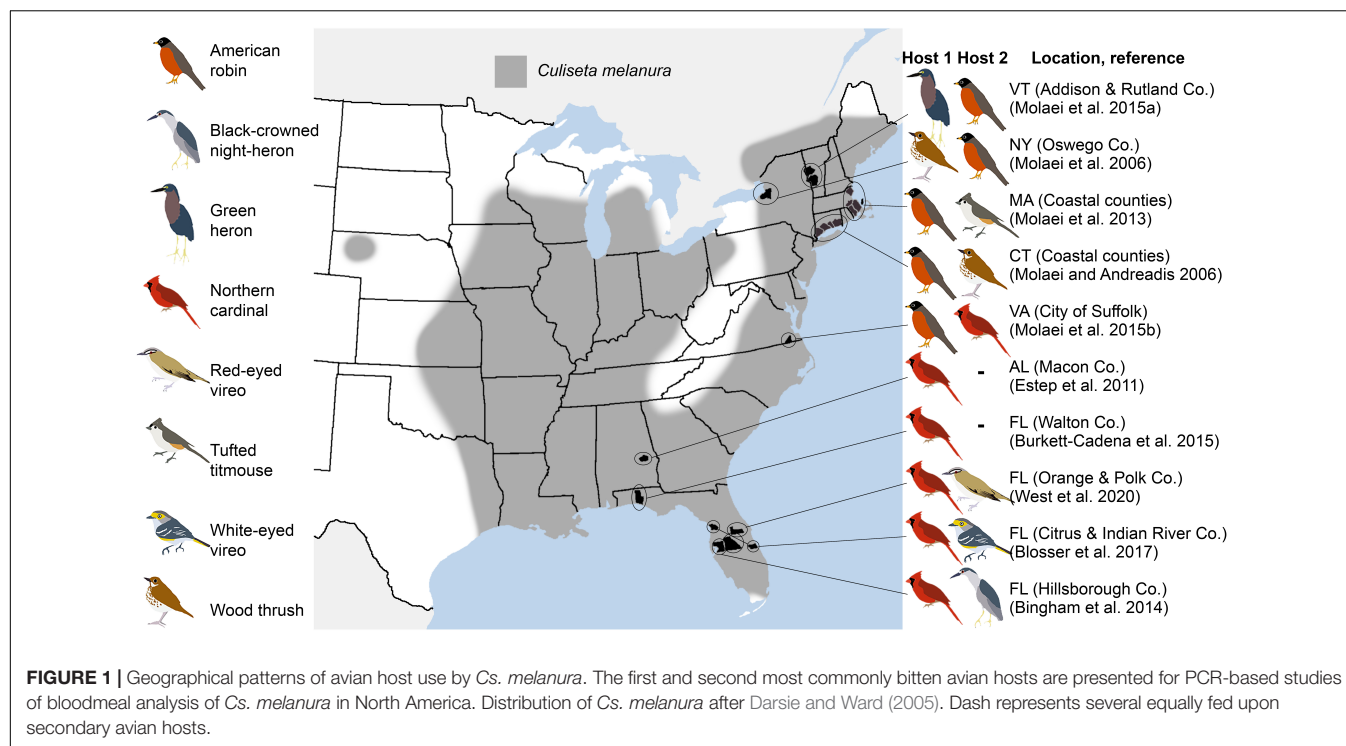 American
robin
Black-crowned
night-heron
Green
heron
Northern
cardinal
Red-eyed
vireo
Tufted
titmouse
White-eyed
vireo
Wood thrush
Culiseta melanura
Host 1 Host 2 Location, reference
VT (Addison & Rutland Co.)
(Molaei et al. 2015a)
NY (Oswego Co.)
(Molaei et al. 2006)
MA (Coastal counties)
(Molaei et al. 2013)
CT (Coastal counties)
(Molaei and Andreadis 2006)
VA (City of Suffolk)
(Molaei et al. 2015b)
- AL (Macon Co.)
(Estep et al. 2011)
- FL (Walton Co.)
(Burkett-Cadena et al. 2015)
FL (Orange & Polk Co.)
(West et al. 2020)
FL (Citrus & Indian River Co.)
(Blosser et al. 2017)
FL (Hillsborough Co.)
(Bingham et al. 2014)
FIGURE 1 | Geographical patterns of avian host use by Cs. melanura. The first and second most commonly bitten avian hosts are presented for PCR-based studies
of bloodmeal analysis of Cs. melanura in North America. Distribution of Cs. melanura after Darsie and Ward (2005). Dash represents several equally fed upon
secondary avian hosts.